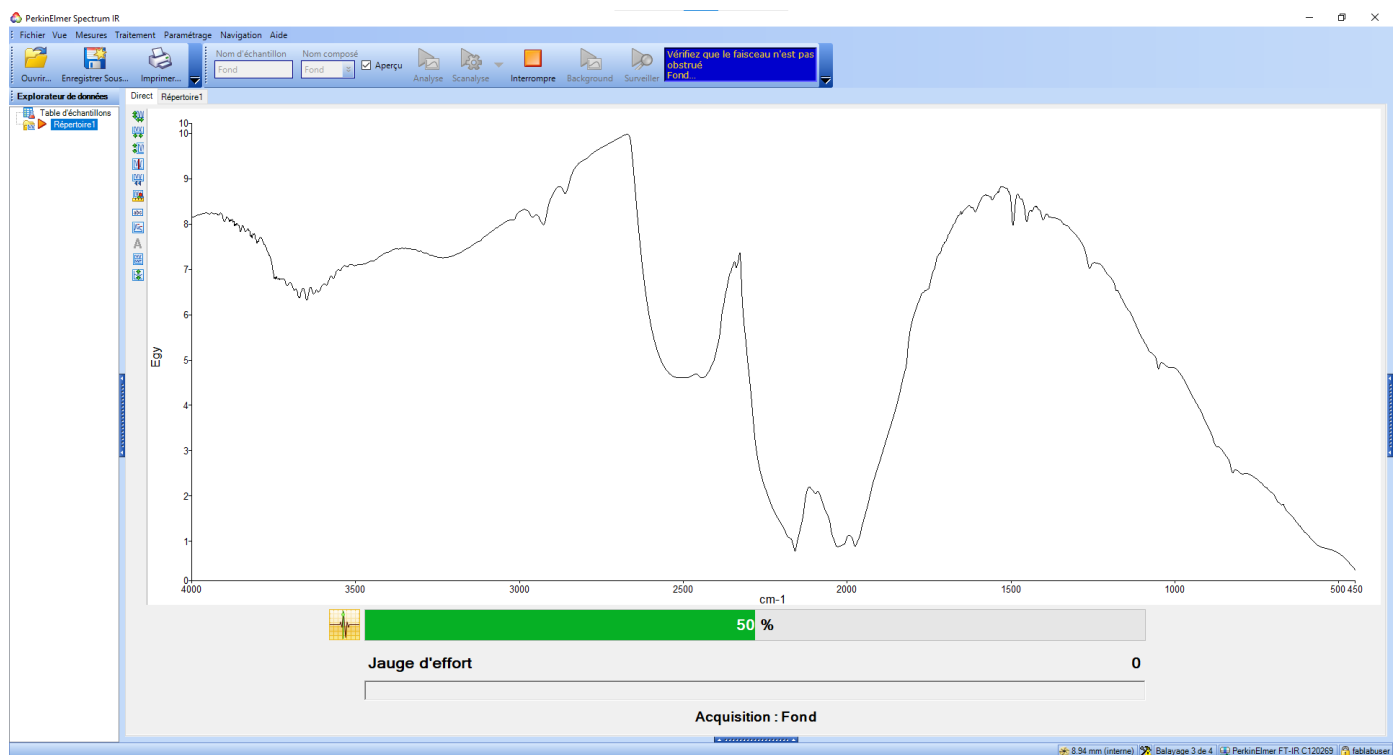 PerkinElmer Spectrum IR
Fichier Vue Mesures Traitement Paramétrage Navigation Aide
Ouvrir... Enregistrer Sous... Imprimer...
Nom d'échantillon Nom composé
Fond Fond Aperçu
Analyse Scanalyse Interrompre Background Surveiller
Vérifiez que le faisceau n'est pas
obstrué
Fond...
Explorateur de données
Table d'échantillons
Répertoire1
Direct Répertoire1
A
Egy
10
10
9
8
7
6
5
4
3
2
1
0
4000 3500 3000 2500 2000 1500 1000 500 450
cm-1
50 %
Jauge d'effort 0
Acquisition : Fond
8.94 mm (interne) Balayage 3 de 4 PerkinElmer FT-IR C120269 fablabuser